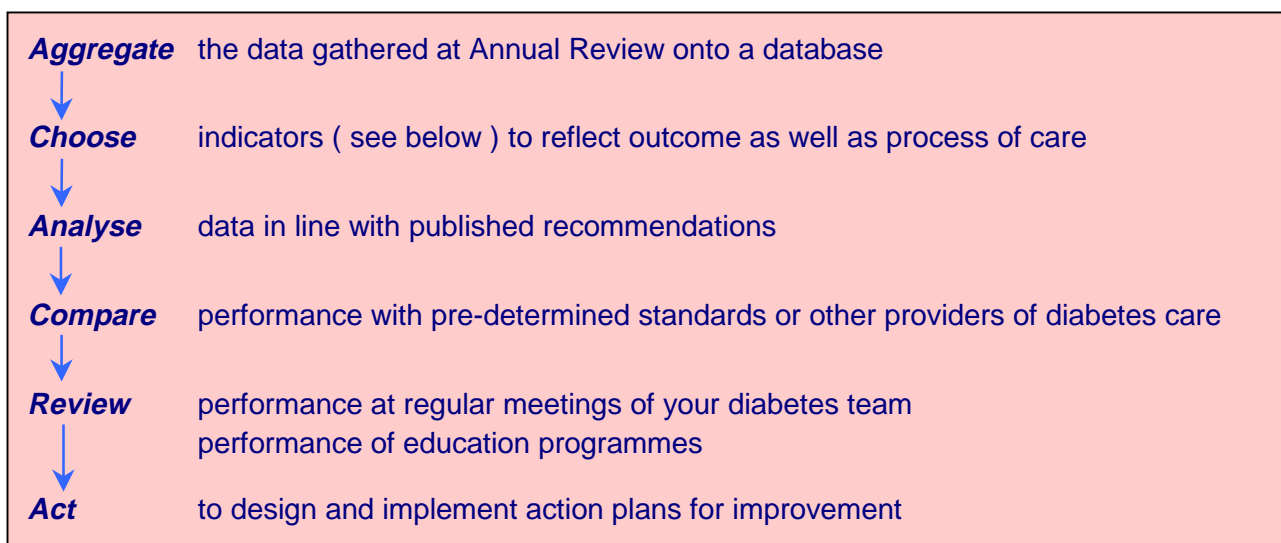 Aggregate the data gathered at Annual Review onto a database
Choose indicators ( see below ) to reflect outcome as well as process of care
Analyse data in line with published recommendations
Compare performance with pre-determined standards or other providers of diabetes care
Review performance at regular meetings of your diabetes team
performance of education programmes
Act to design and implement action plans for improvement